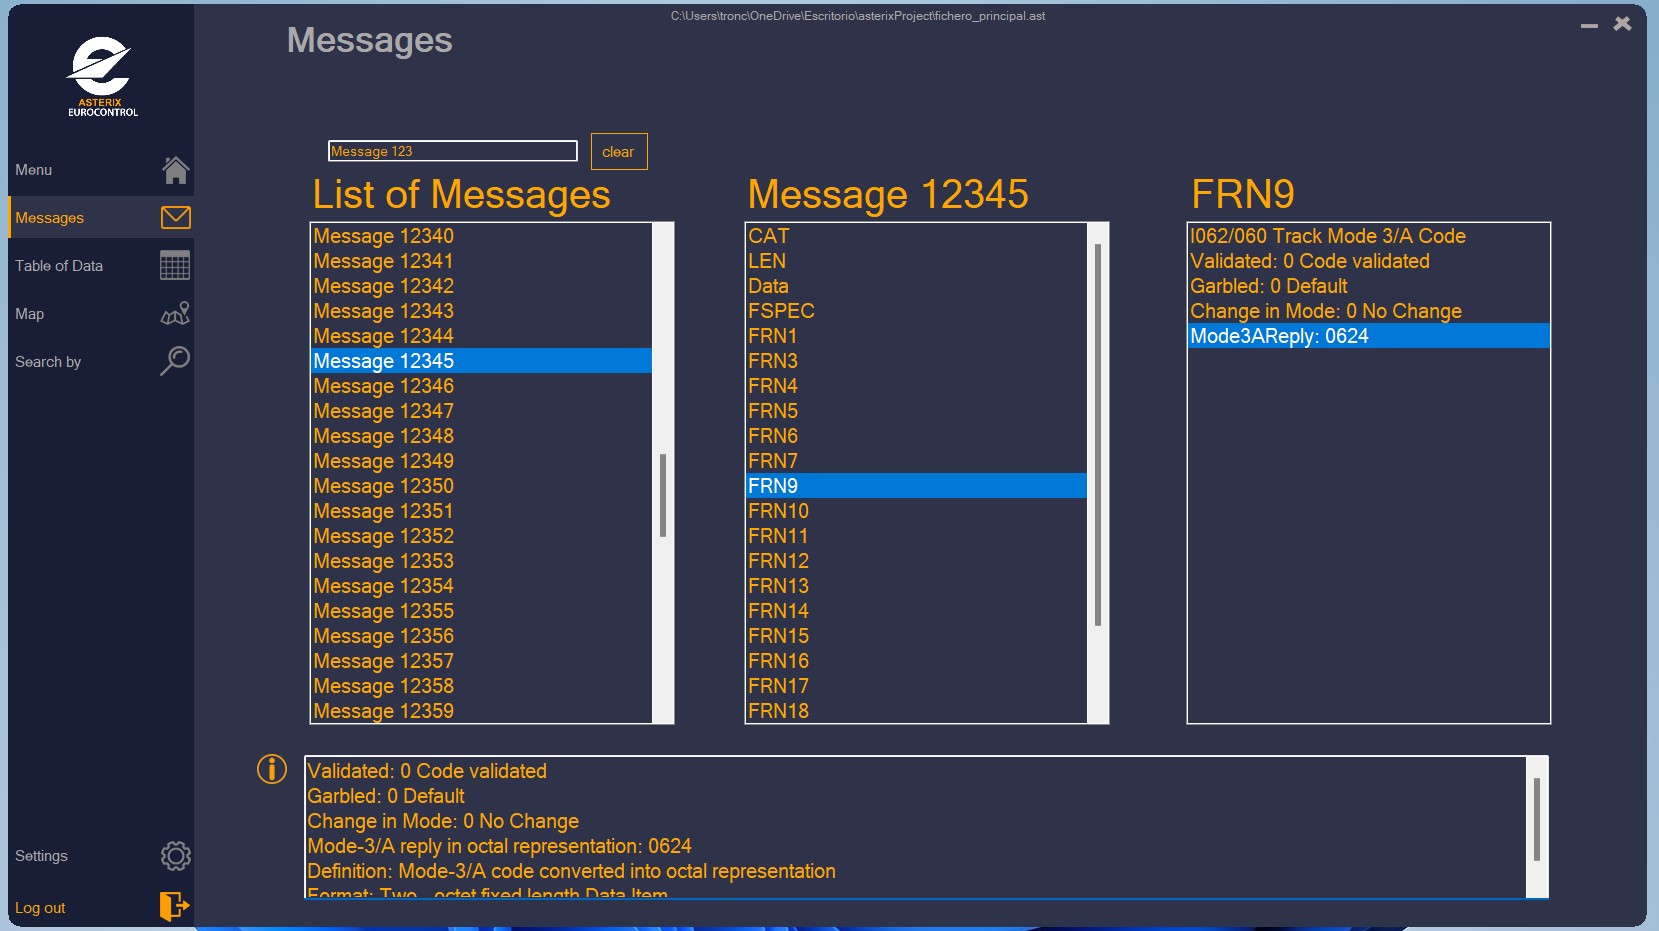 C:\Users\tronc\OneDrive\Escritorio\asterixProject\fichero_principal.ast
Messages
ASTERIX
EUROCONTROL
Menu
Messages
Table of Data
Map
Search by
Settings
Log out
Message 123
clear
List of Messages
Message 12340
Message 12341
Message 12342
Message 12343
Message 12344
Message 12345
Message 12346
Message 12347
Message 12348
Message 12349
Message 12350
Message 12351
Message 12352
Message 12353
Message 12354
Message 12355
Message 12356
Message 12357
Message 12358
Message 12359
Message 12345
CAT
LEN
Data
FSPEC
FRN1
FRN3
FRN4
FRN5
FRN6
FRN7
FRN9
FRN10
FRN11
FRN12
FRN13
FRN14
FRN15
FRN16
FRN17
FRN18
FRN9
I062/060 Track Mode 3/A Code
Validated: 0 Code validated
Garbled: 0 Default
Change in Mode: 0 No Change
Mode3AReply: 0624
Validated: 0 Code validated
Garbled: 0 Default
Change in Mode: 0 No Change
Mode-3/A reply in octal representation: 0624
Definition: Mode-3/A code converted into octal representation
Format: Two - octet fixed length Data Item